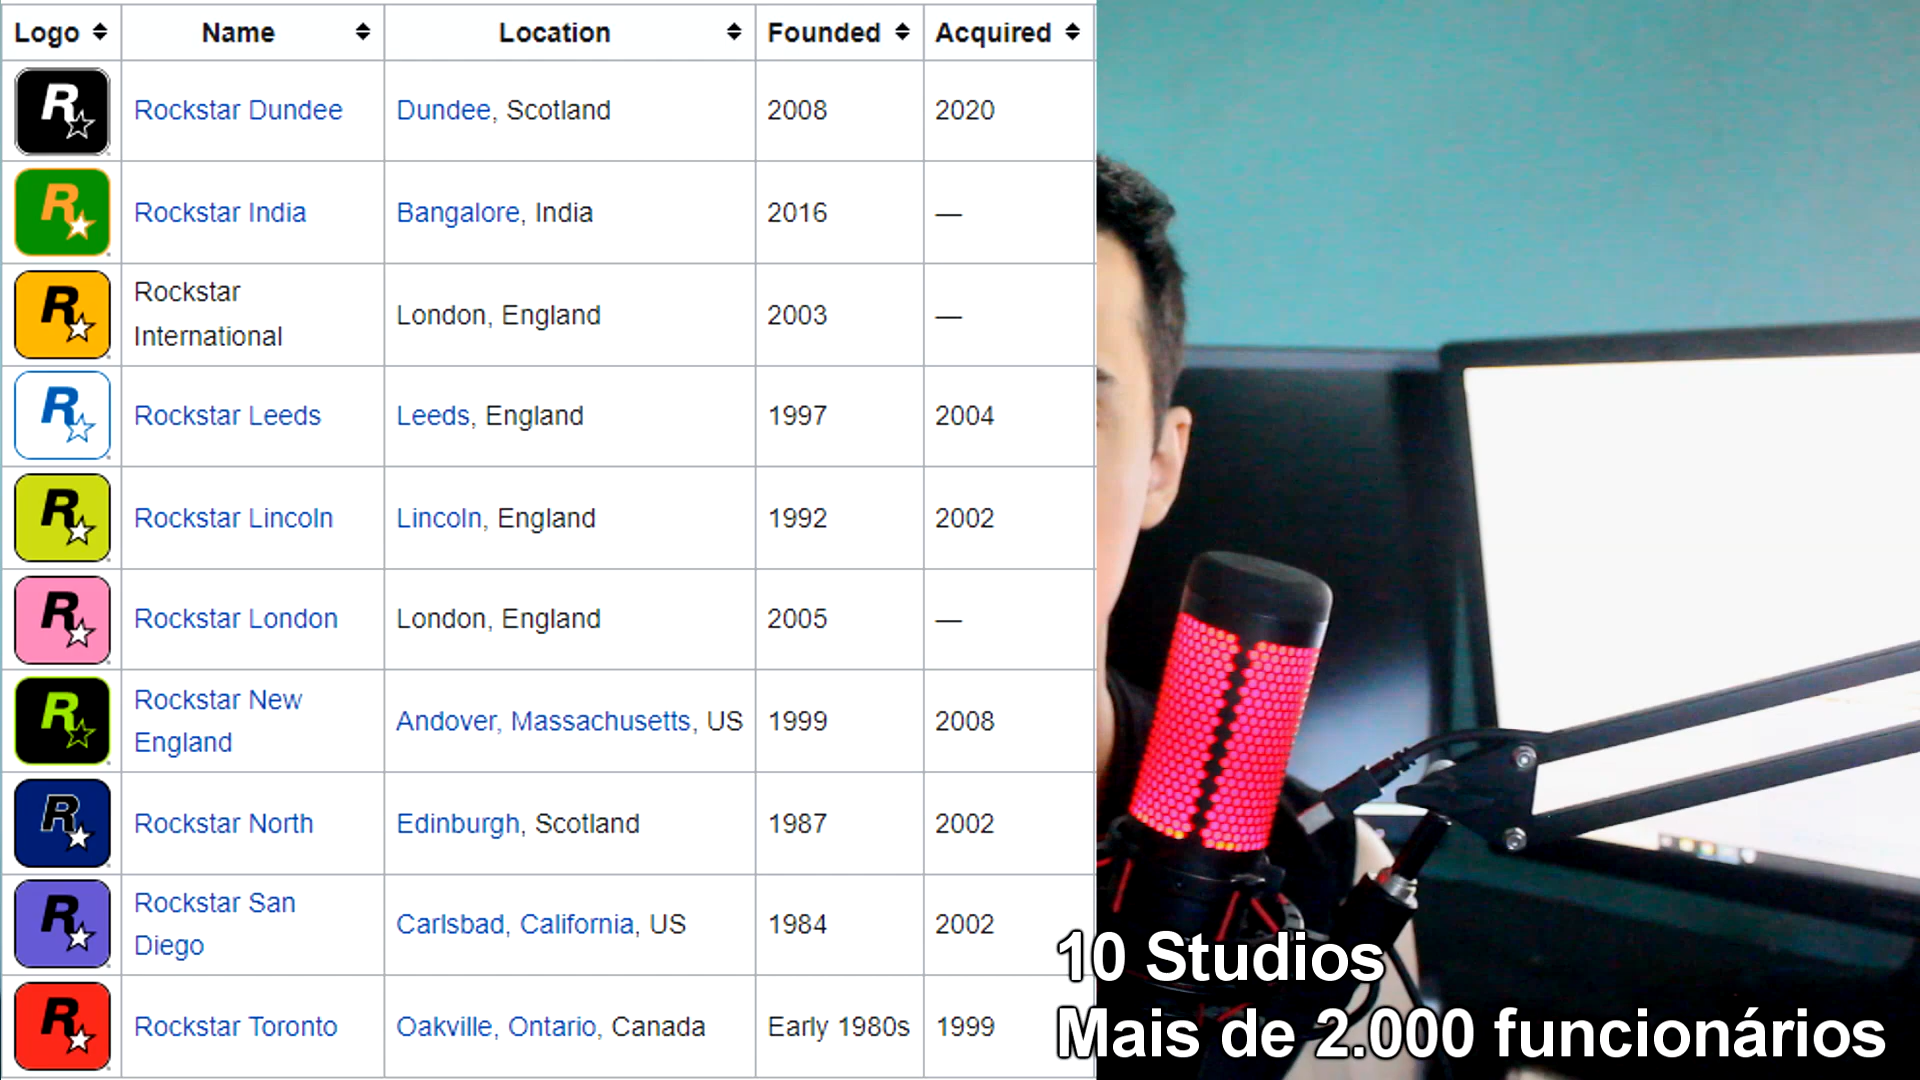 Logo Name Location Founded Acquired
R Rockstar Dundee Dundee, Scotland 2008 2020
R Rockstar India Bangalore, India 2016 —
R Rockstar International London, England 2003 —
R Rockstar Leeds Leeds, England 1997 2004
R Rockstar Lincoln Lincoln, England 1992 2002
R Rockstar London London, England 2005 —
R Rockstar New England Andover, Massachusetts, US 1999 2008
R Rockstar North Edinburgh, Scotland 1987 2002
R Rockstar San Diego Carlsbad, California, US 1984 2002
R Rockstar Toronto Oakville, Ontario, Canada Early 1980s 1999
10 Studios
Mais de 2.000 funcionários